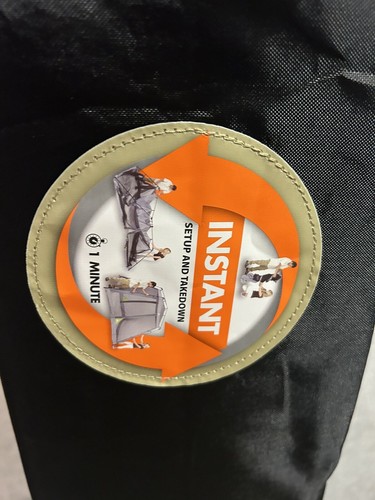 INSTANT
SETUP AND TAKEDOWN
1 MINUTE